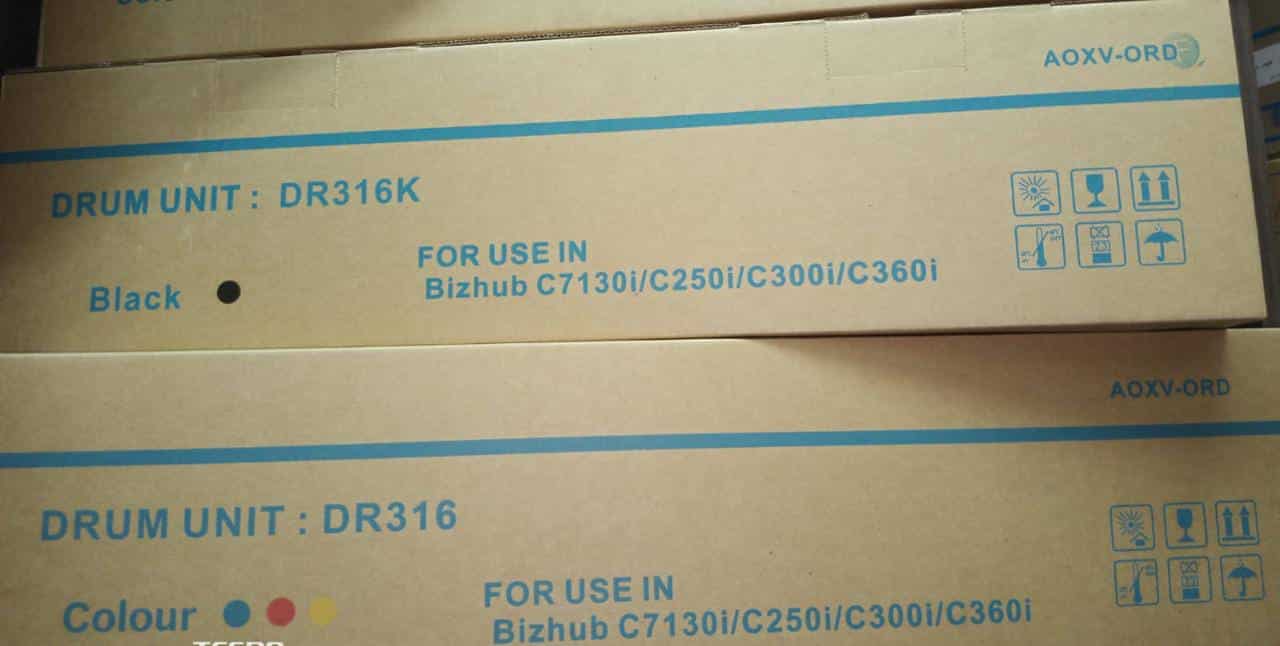 AOXV-ORD
DRUM UNIT : DR316K
FOR USE IN
Black
Bizhub C7130i/C250i/C300i/C360i
AOXV-ORD
DRUM UNIT : DR316
FOR USE IN
Colour
Bizhub C7130i/C250i/C300i/C360i